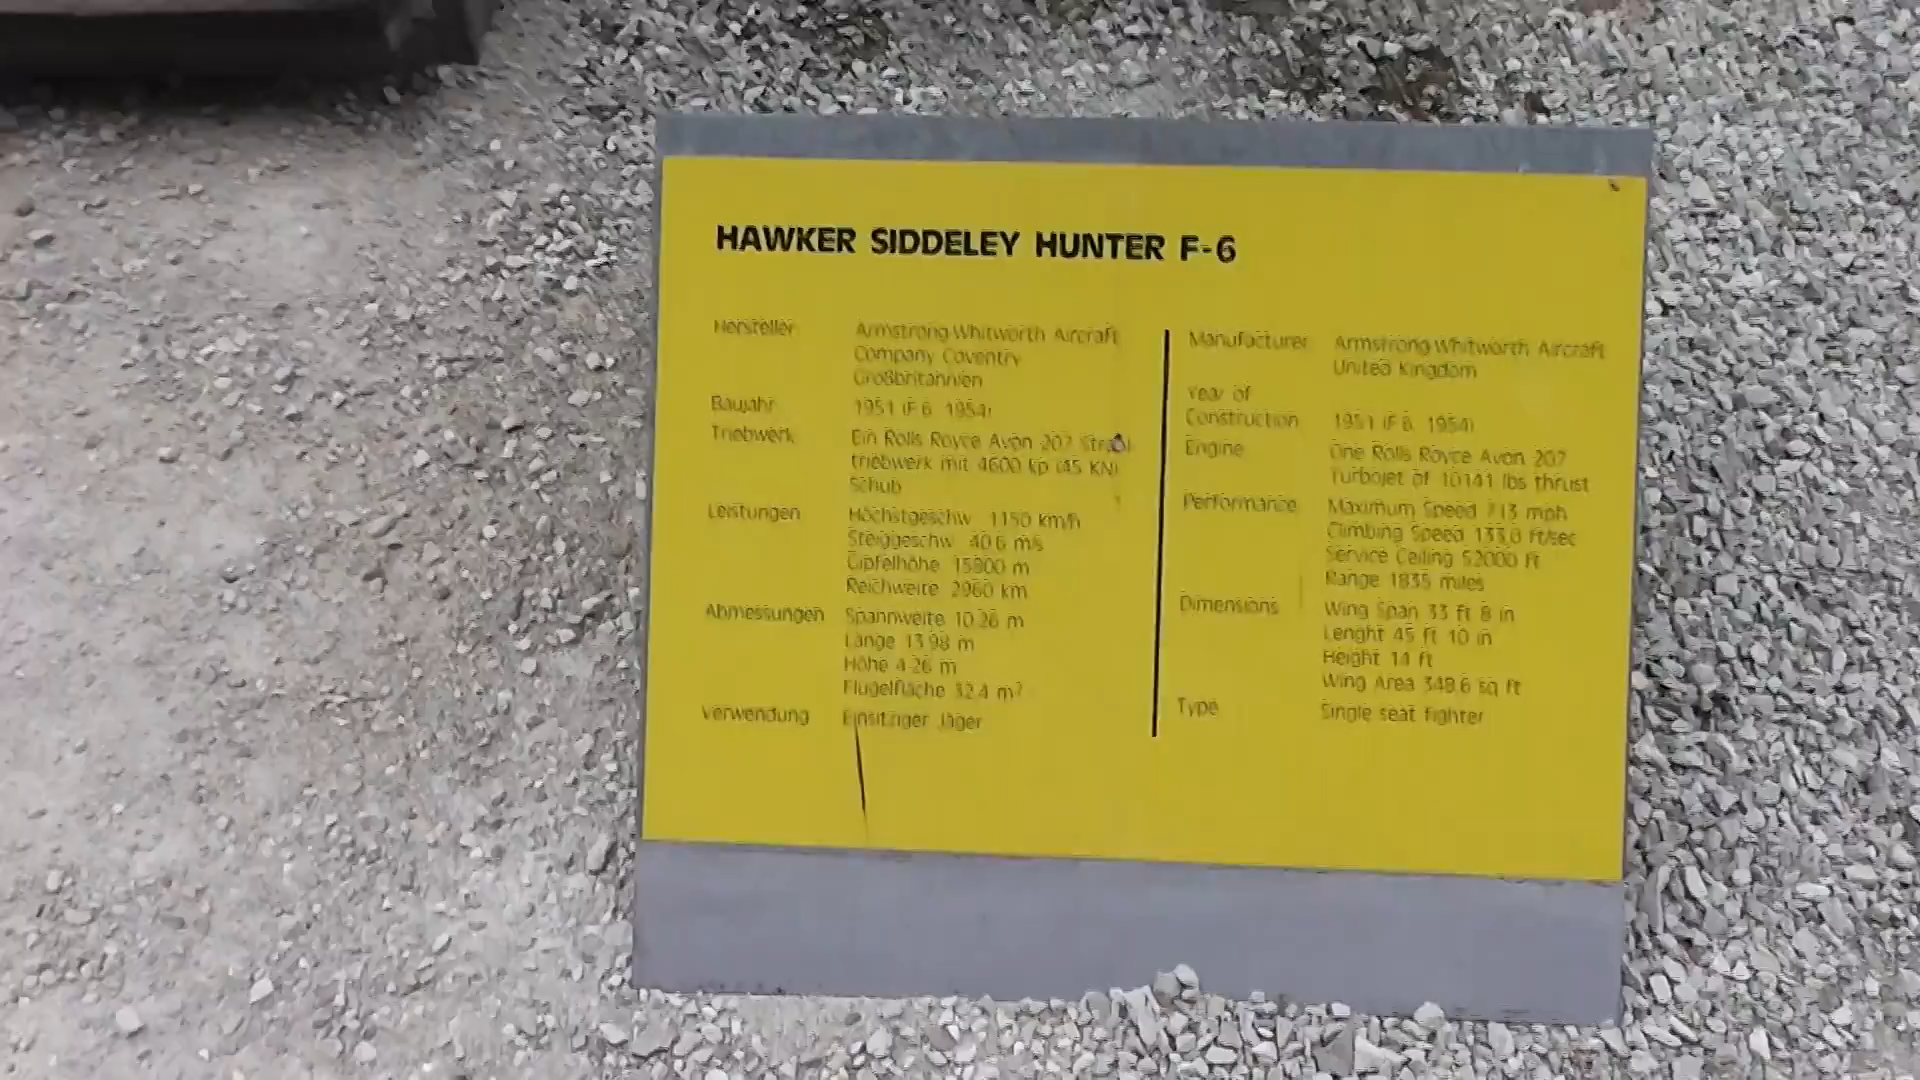 HAWKER SIDDELEY HUNTER F-6
Hersteller Armstrong Whitworth Aircraft
Company Coventry
Großbritannien
Baujahr 1951 (F 6 1954)
Triebwerk Ein Rolls Royce Avon 207 Strahl
triebwerk mit 4600 kp (45 KN)
Schub
Leistungen Höchstgeschw 1150 km/h
Steiggeschw 40.6 m/s
Gipfelhöhe 15800 m
Reichweite 2960 km
Abmessungen Spannweite 10.26 m
Länge 13.98 m
Höhe 4.26 m
Flügelfläche 32.4 m²
Verwendung Einsitziger Jäger
Manufacturer Armstrong Whitworth Aircraft
United Kingdom
Year of
Construction 1951 (F 6 1954)
Engine One Rolls Royce Avon 207
Turbojet of 10141 lbs thrust
Performance Maximum Speed 713 mph
Climbing Speed ft/sec
Service Ceiling 52000 ft
Range 1835 miles
Dimensions Wing Span 33 ft 8 in
Lenght 45 ft 10 in
Height 14 ft
Wing Area 348.6 sq ft
Type Single seat fighter